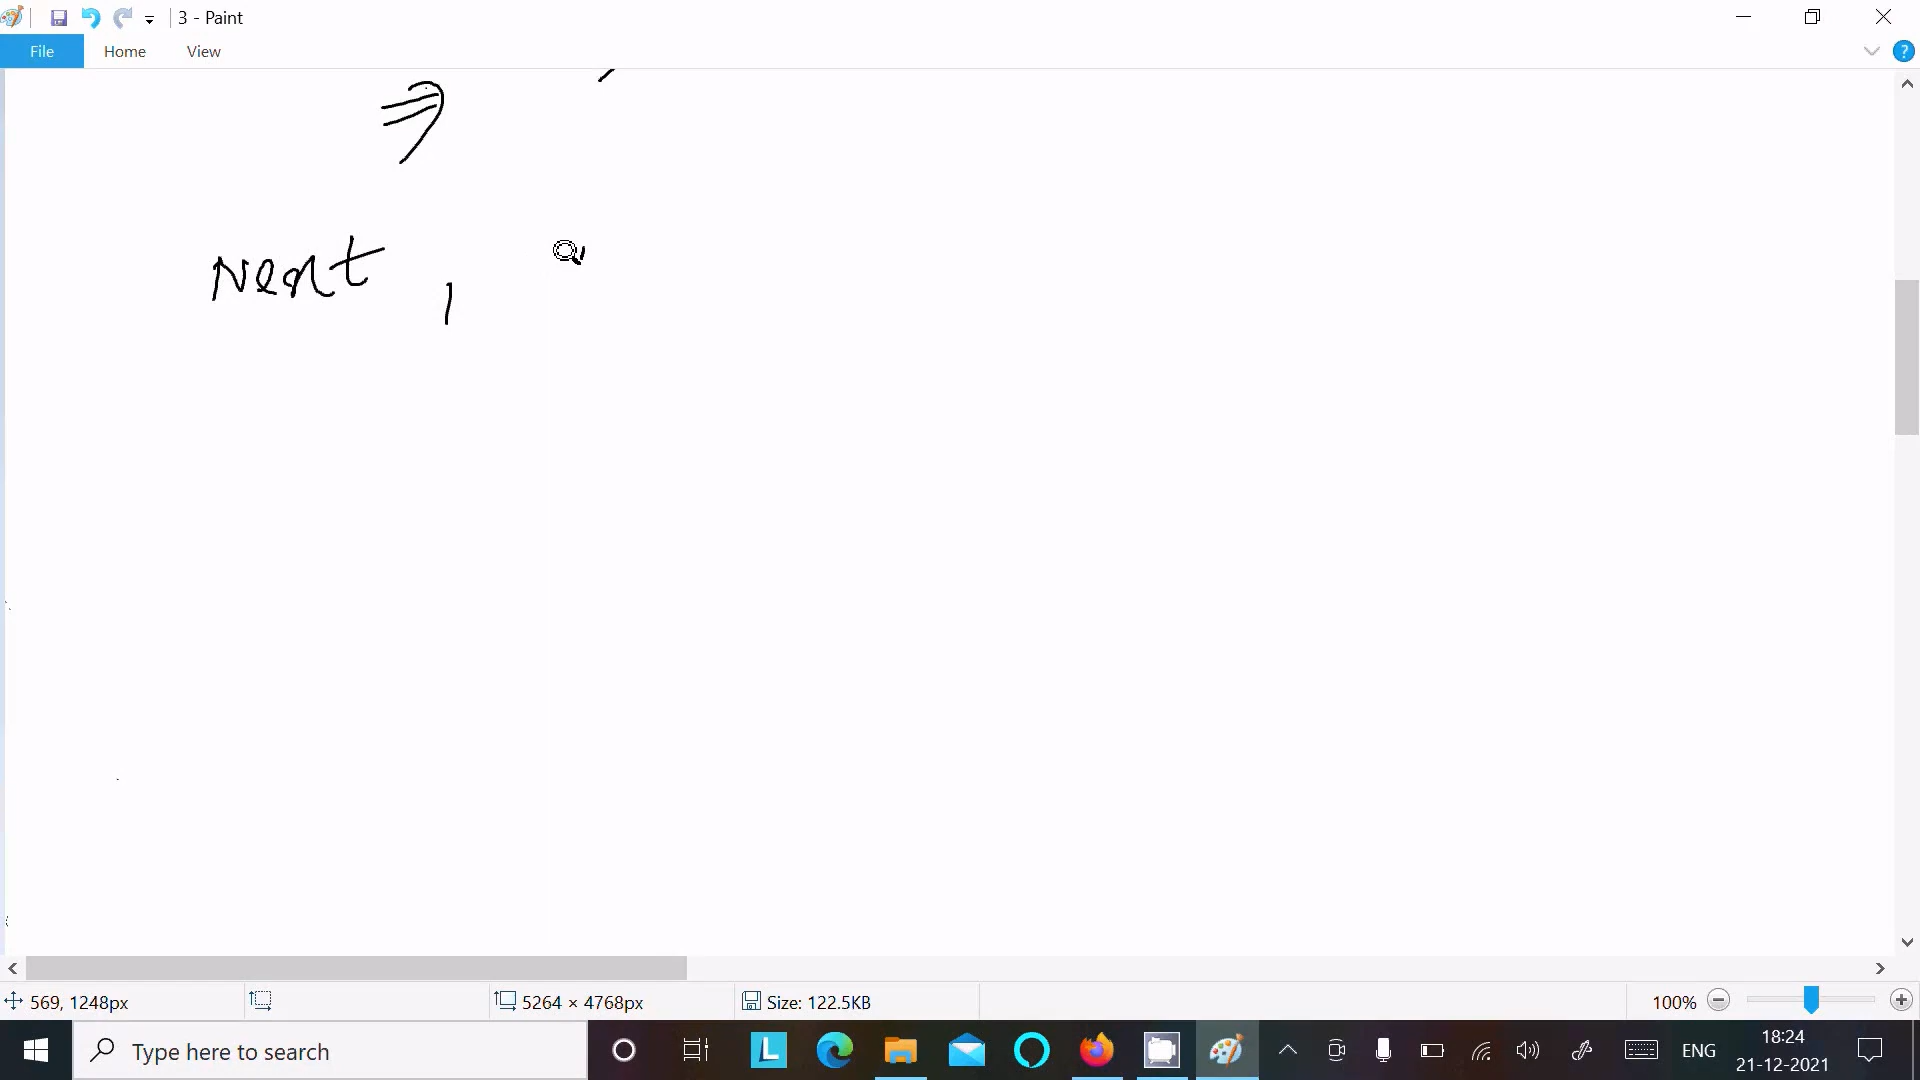 3 - Paint
File Home View
⇒
Next ,
569, 1248px 5264 × 4768px Size: 122.5KB 100%
Type here to search ENG 18:24
21-12-2021